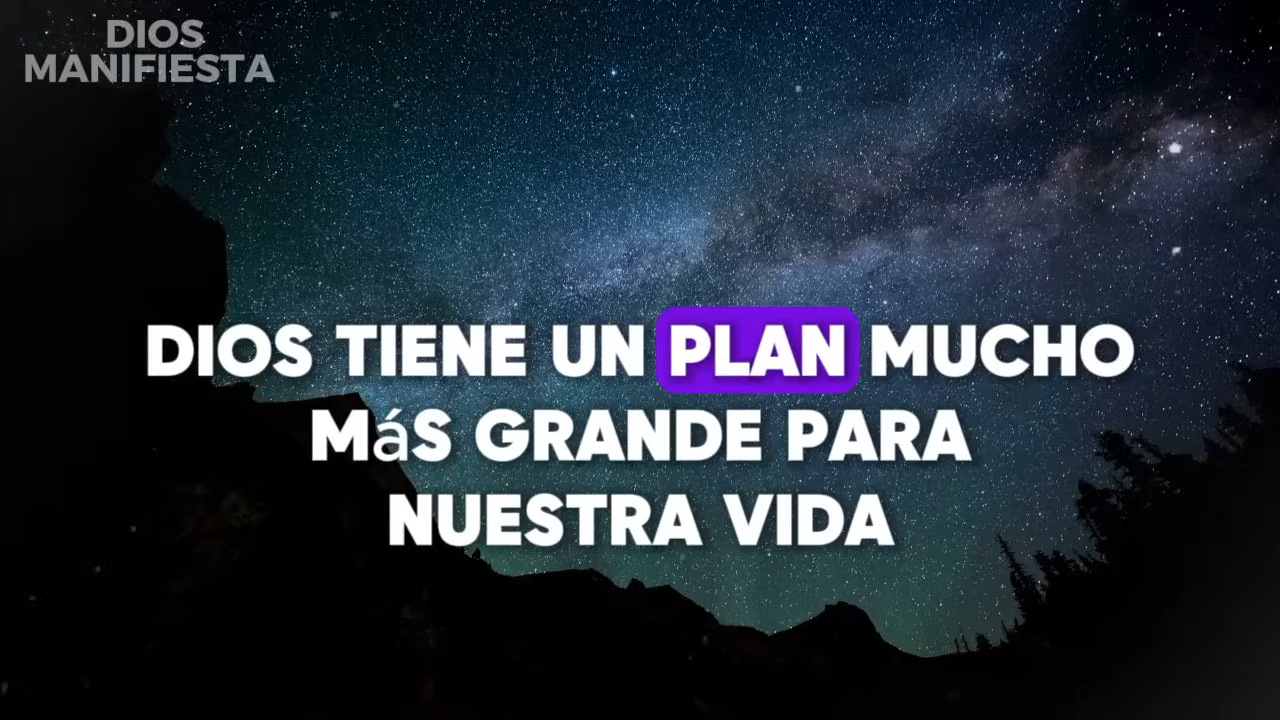 DIOS
MANIFIESTA
DIOS TIENE UN PLAN MUCHO
MáS GRANDE PARA
NUESTRA VIDA